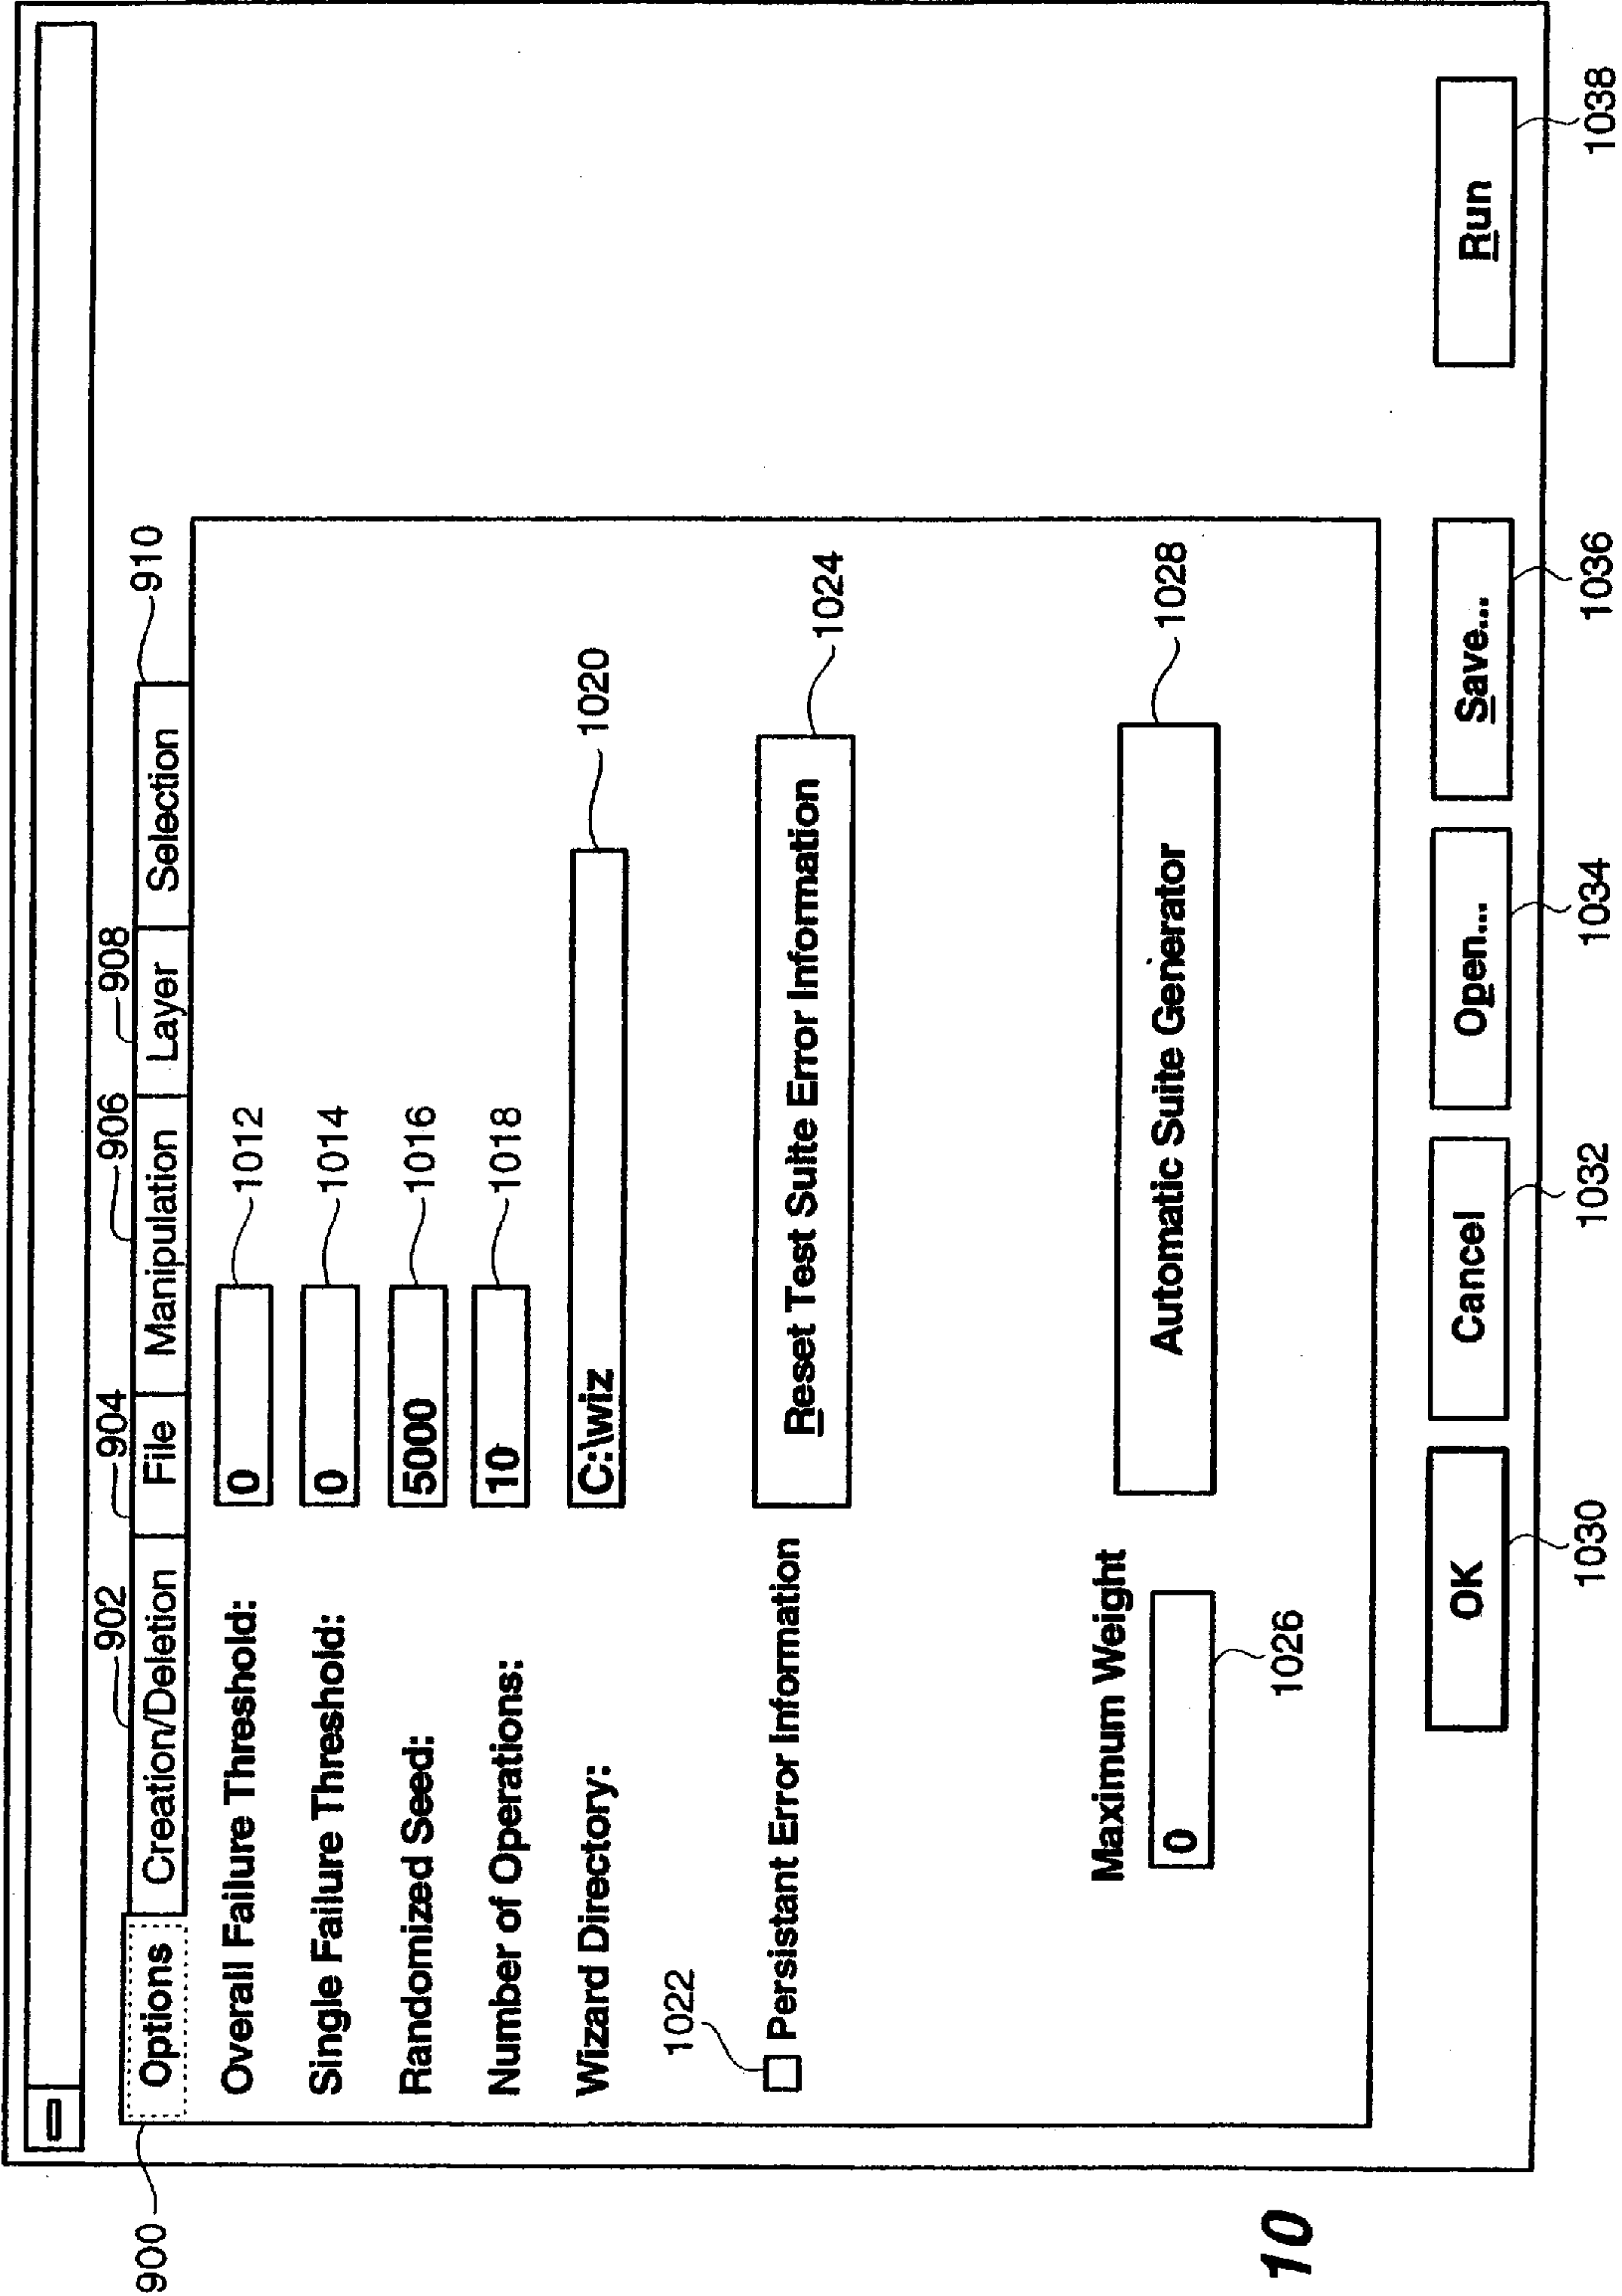 902 904 906 908 910
900 Options Creation/Deletion File Manipulation Layer Selection
Overall Failure Threshold: 0 1012
Single Failure Threshold: 0 1014
Randomized Seed: 5000 1016
Number of Operations: 10 1018
Wizard Directory: C:\wiz 1020
1022
Persistant Error Information Reset Test Suite Error Information 1024
Maximum Weight
0 Automatic Suite Generator 1028
1026
OK Cancel Open... Save... Run
1030 1032 1034 1036 1038
10